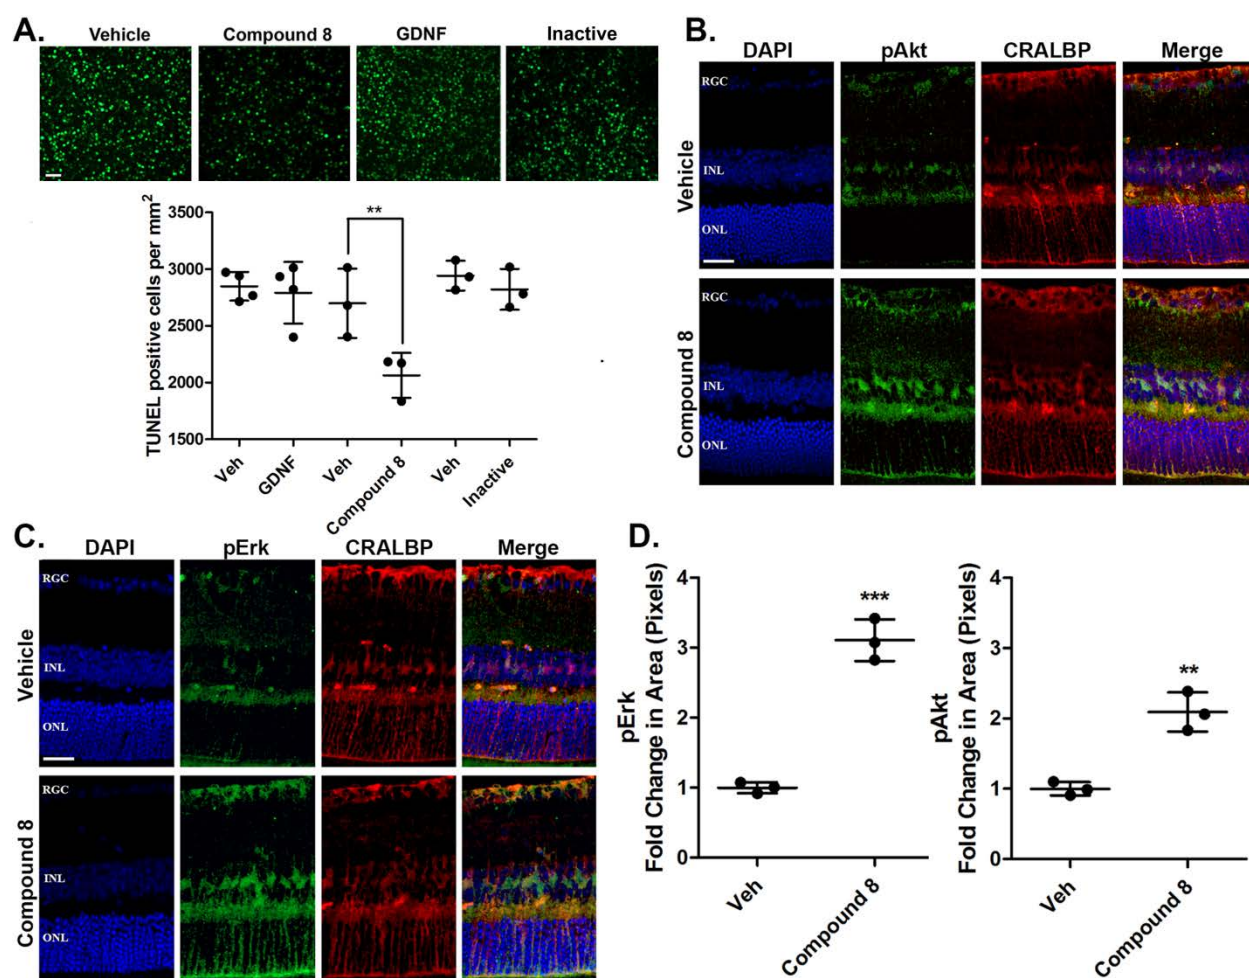 A.
Vehicle Compound 8 GDNF Inactive
TUNEL positive cells per mm2
3500
3000
2500
2000
1500
**
Veh
GDNF
Veh
Compound 8
Veh
Inactive
B.
DAPI pAkt CRALBP Merge
Vehicle
RGC
INL
ONL
Compound 8
RGC
INL
ONL
C.
DAPI pErk CRALBP Merge
Vehicle
RGC
INL
ONL
Compound 8
RGC
INL
ONL
D.
pErk
Fold Change in Area (Pixels)
4
3
2
1
0
***
Veh
Compound 8
pAkt
Fold Change in Area (Pixels)
4
3
2
1
0
**
Veh
Compound 8